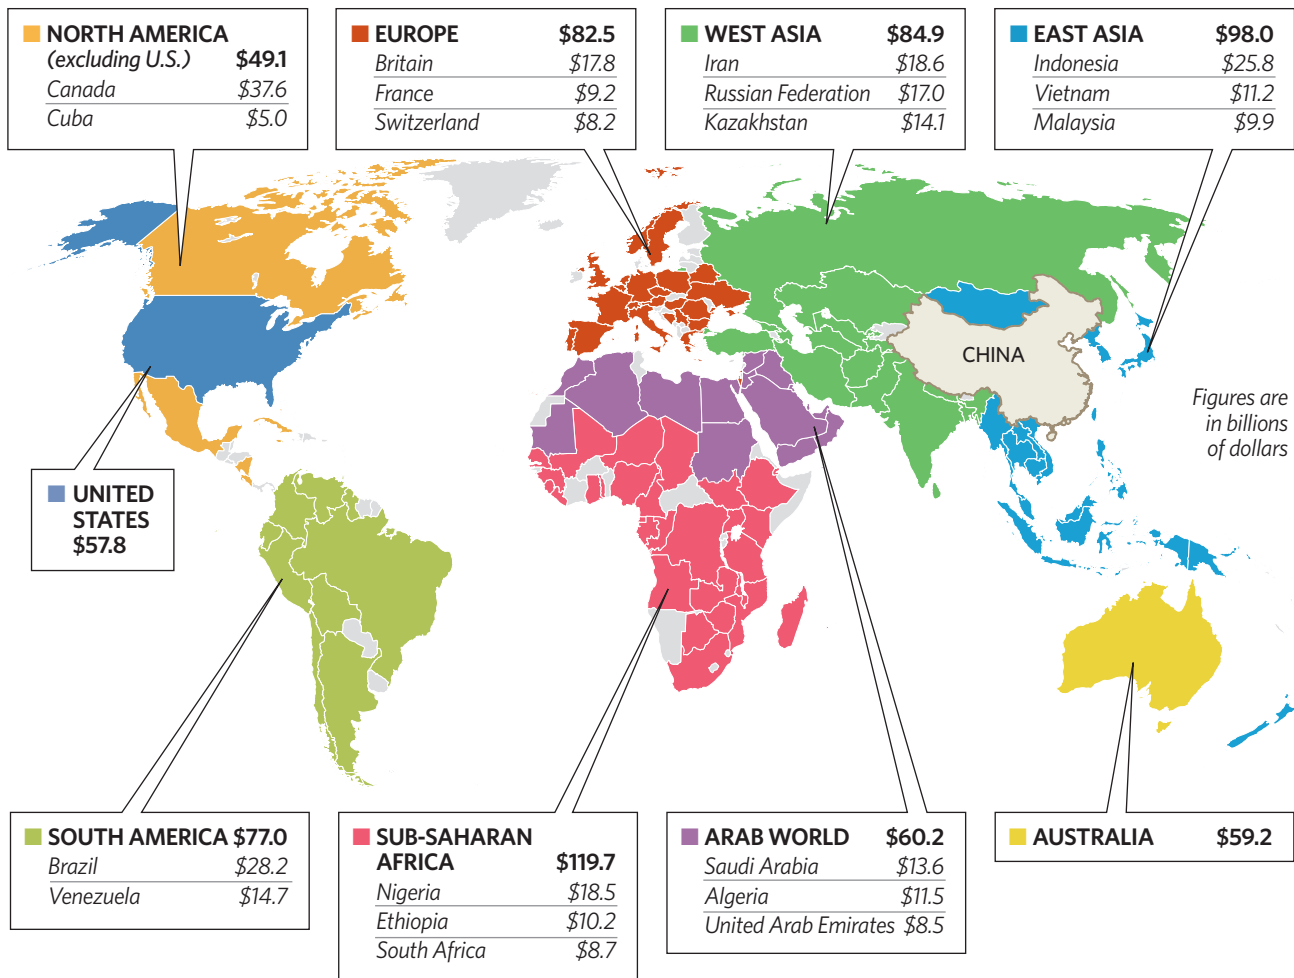 NORTH AMERICA
(excluding U.S.) $49.1
Canada $37.6
Cuba $5.0
EUROPE $82.5
Britain $17.8
France $9.2
Switzerland $8.2
WEST ASIA $84.9
Iran $18.6
Russian Federation $17.0
Kazakhstan $14.1
EAST ASIA $98.0
Indonesia $25.8
Vietnam $11.2
Malaysia $9.9
CHINA
Figures are
in billions
of dollars
UNITED
STATES
$57.8
SOUTH AMERICA $77.0
Brazil $28.2
Venezuela $14.7
SUB-SAHARAN
AFRICA $119.7
Nigeria $18.5
Ethiopia $10.2
South Africa $8.7
ARAB WORLD $60.2
Saudi Arabia $13.6
Algeria $11.5
United Arab Emirates $8.5
AUSTRALIA $59.2